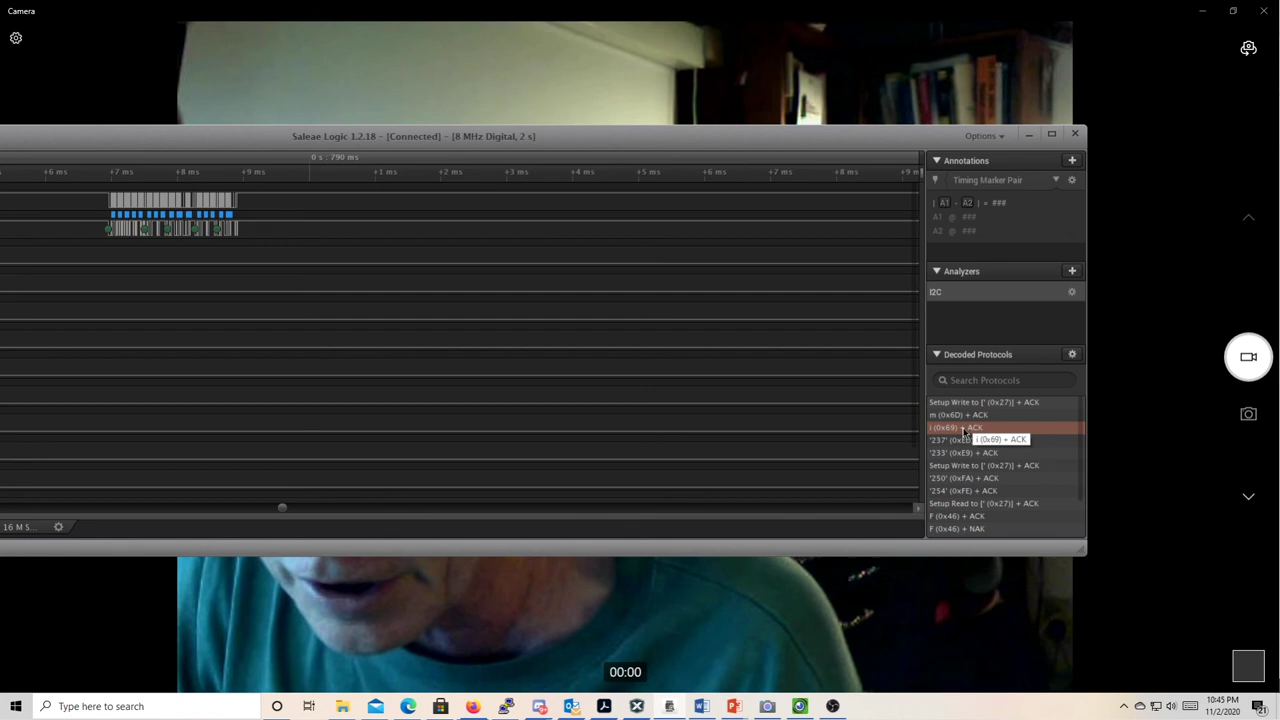 Camera
Saleae Logic 1.2.18 - [Connected] - [8 MHz Digital, 2 s]
Options
0 s : 790 ms
+6 ms +7 ms +8 ms +9 ms +1 ms +2 ms +3 ms +4 ms +5 ms +6 ms +7 ms +8 ms +9 m
Annotations
Timing Marker Pair
| A1 - A2 | = ###
A1 @ ###
A2 @ ###
Analyzers
I2C
Decoded Protocols
Search Protocols
Setup Write to [' (0x27)] + ACK
m (0x6D) + ACK
i (0x69) + ACK
i (0x69) + ACK
'237' (0xED)
'233' (0xE9) + ACK
Setup Write to [' (0x27)] + ACK
'250' (0xFA) + ACK
'254' (0xFE) + ACK
Setup Read to [' (0x27)] + ACK
F (0x46) + ACK
F (0x46) + NAK
16 M S...
00:00
Type here to search
10:45 PM
11/2/2020
21